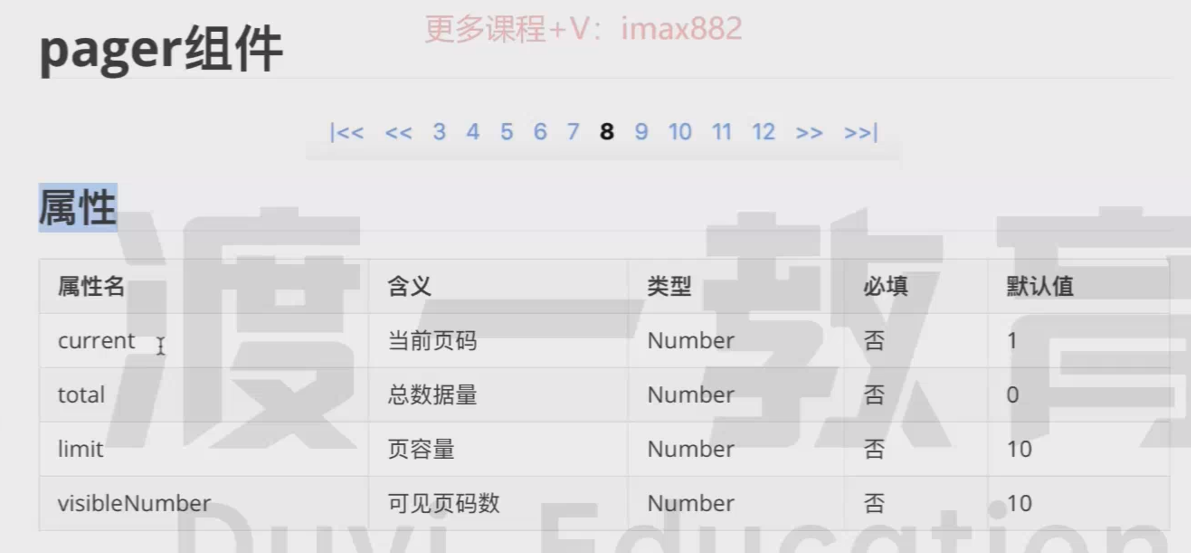 更多课程+V：imax882
pager组件
|<< << 3 4 5 6 7 8 9 10 11 12 >> >>|
属性
属性名 含义 类型 必填 默认值
current 当前页码 Number 否 1
total 总数据量 Number 否 0
limit 页容量 Number 否 10
visibleNumber 可见页码数 Number 否 10
渡一教育
Duyi Education